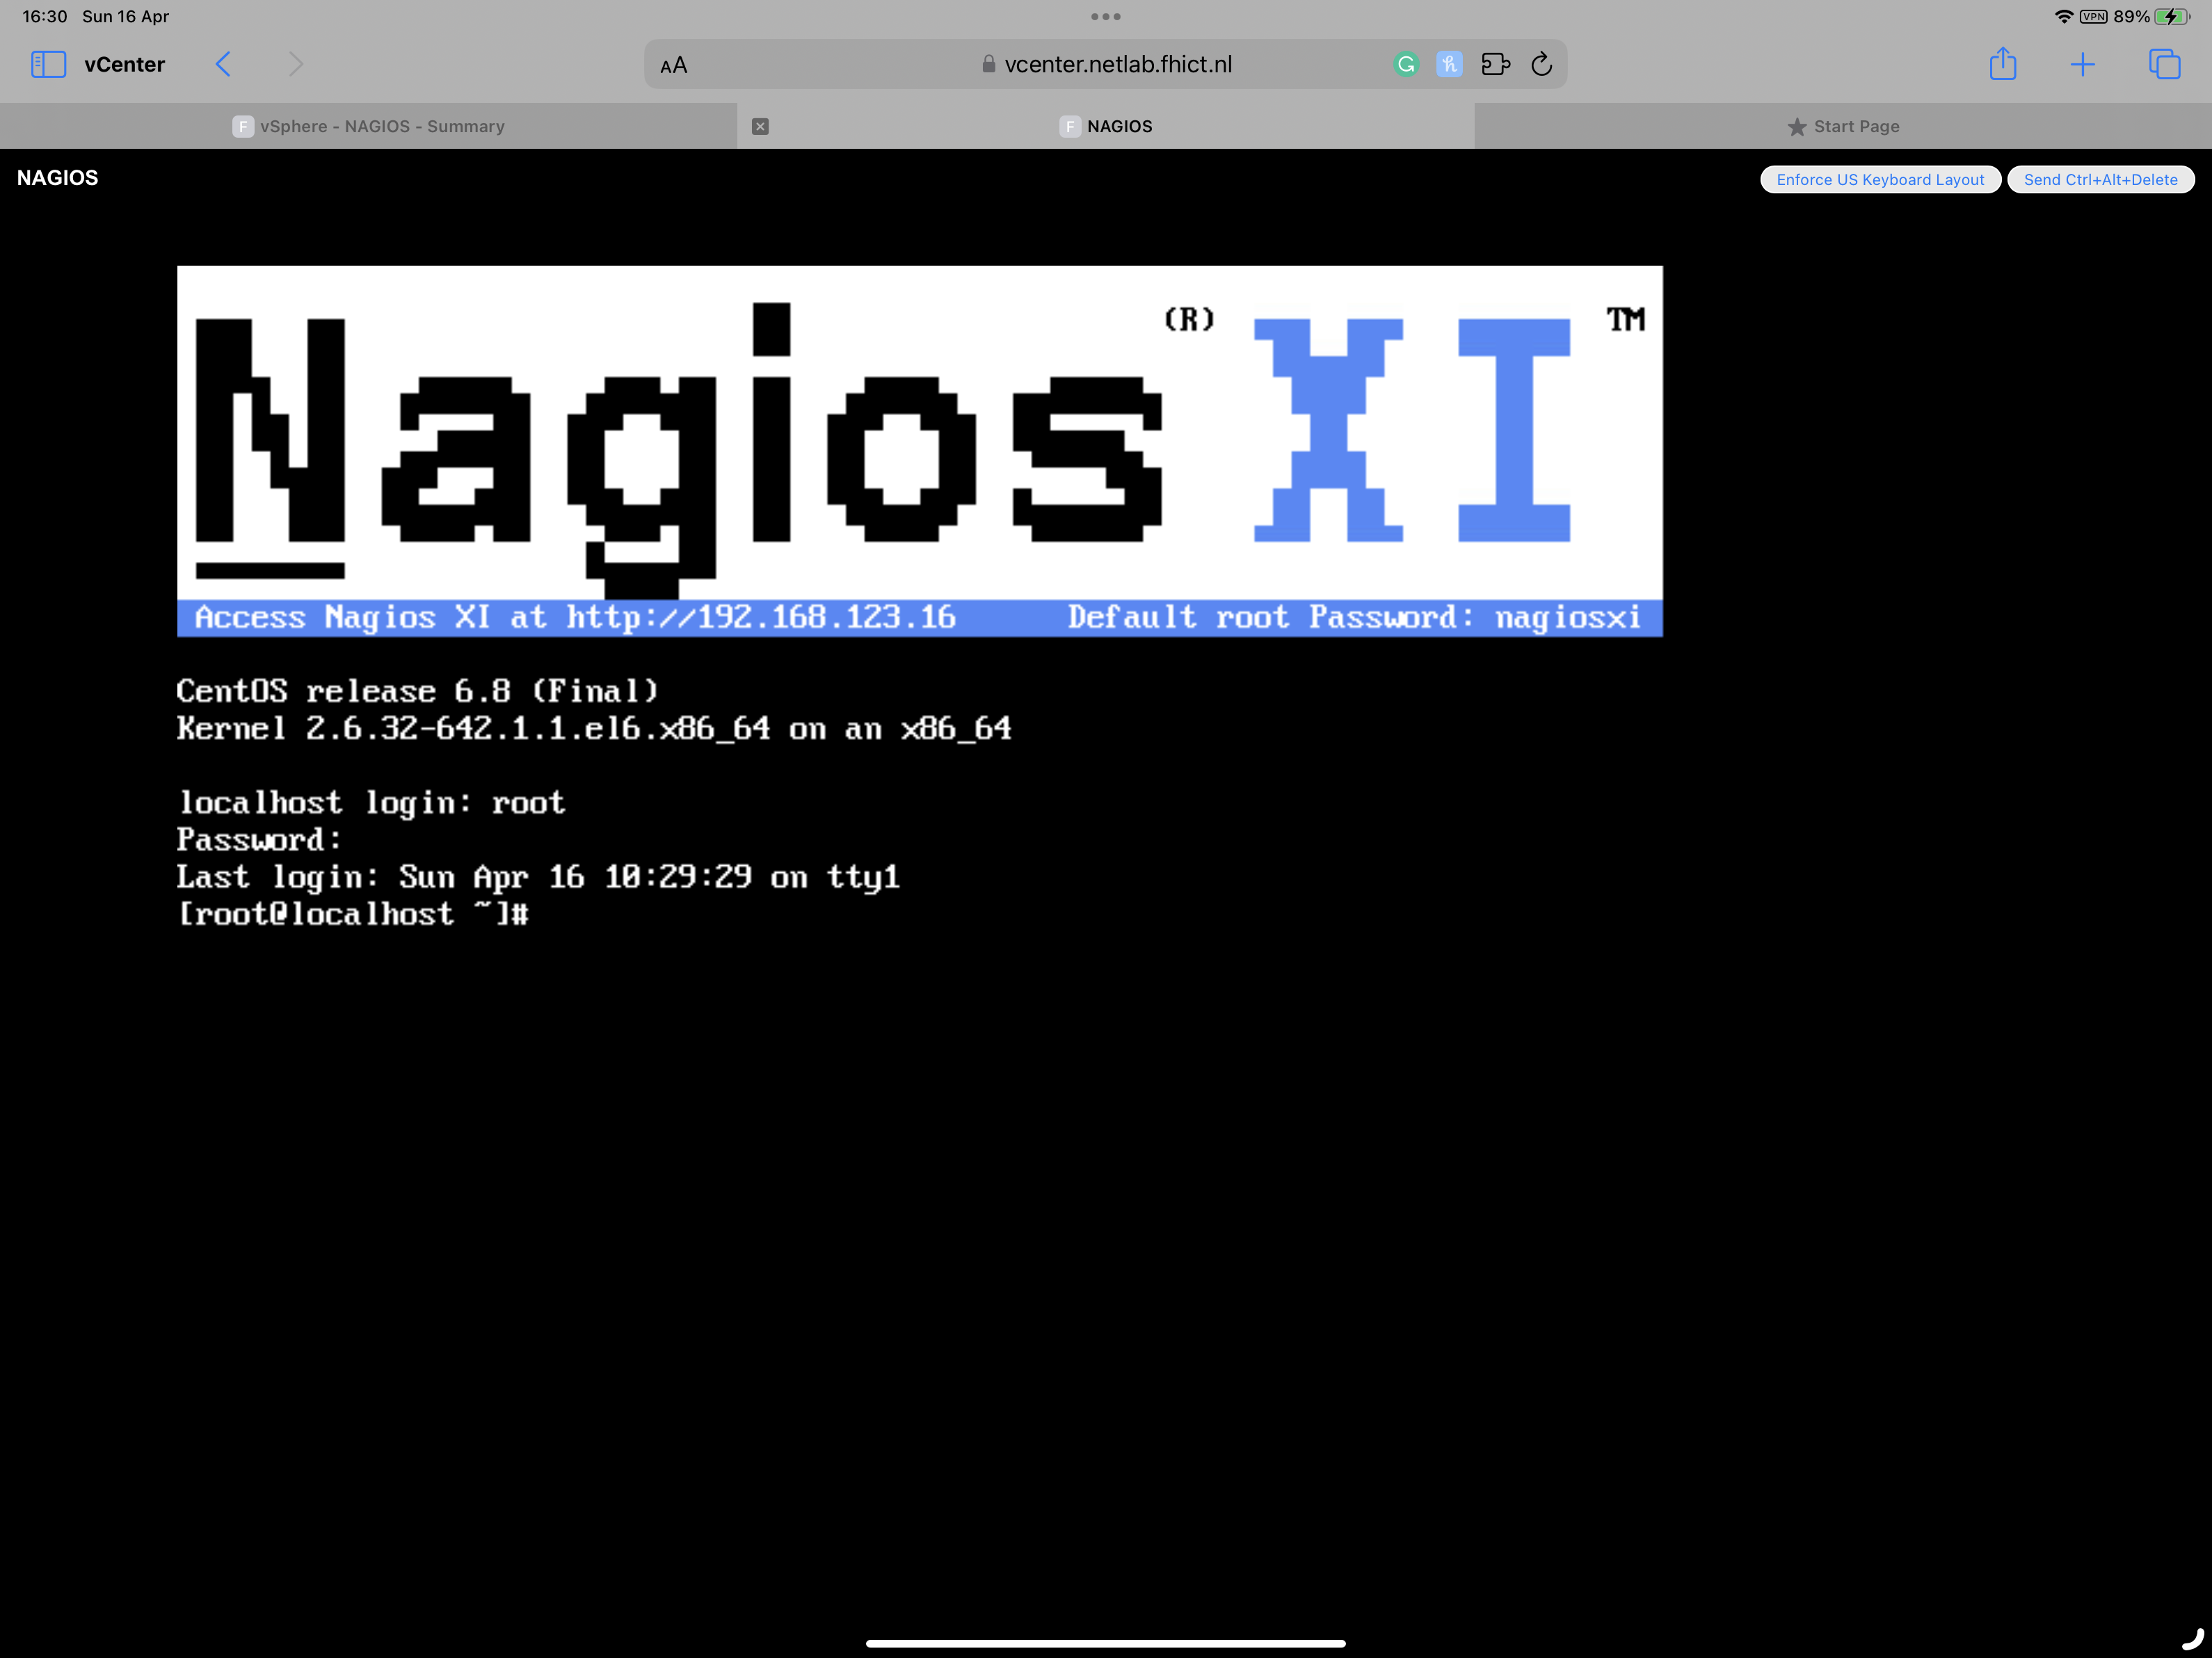 16:30 Sun 16 Apr
VPN 89%
vCenter
AA vcenter.netlab.fhict.nl
F vSphere - NAGIOS - Summary
F NAGIOS
Start Page
NAGIOS
Enforce US Keyboard Layout
Send Ctrl+Alt+Delete
Nagios (R) XI TM
Access Nagios XI at http://192.168.123.16 Default root Password: nagiosxi
CentOS release 6.8 (Final)
Kernel 2.6.32-642.1.1.el6.x86_64 on an x86_64
localhost login: root
Password:
Last login: Sun Apr 16 10:29:29 on tty1
[root@localhost ~]#